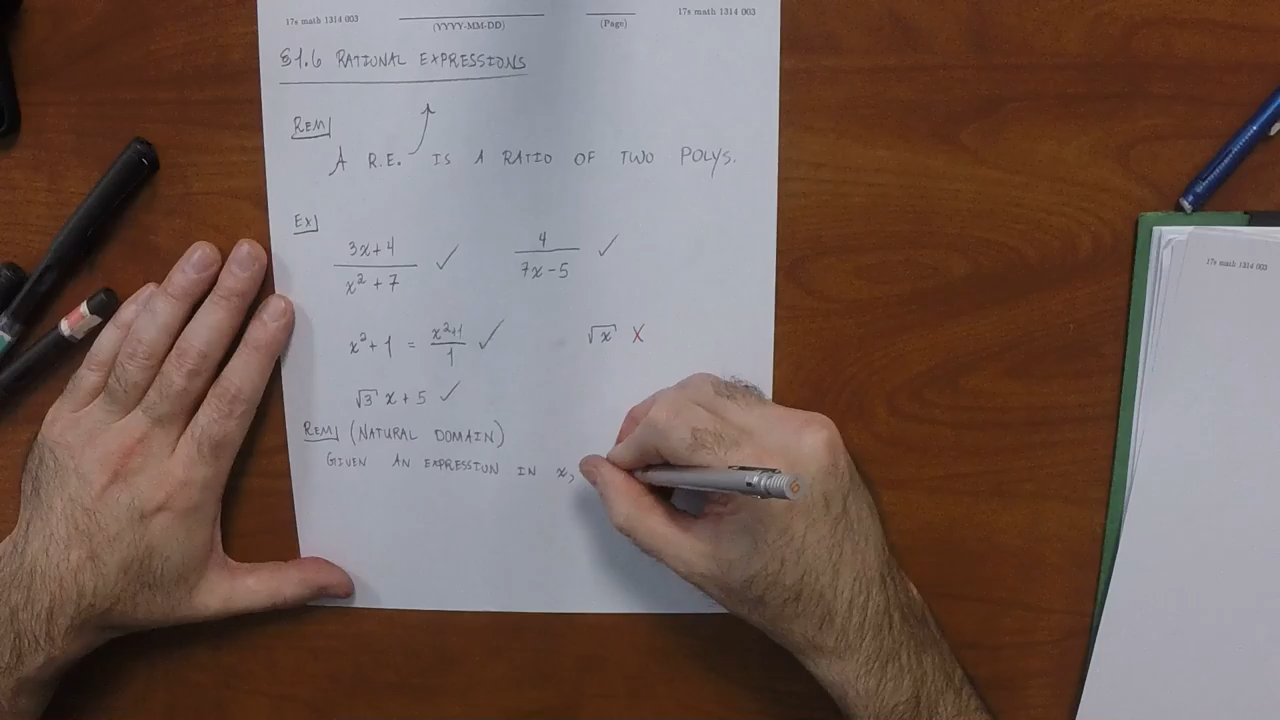 17s math 1314 003 (YYYY-MM-DD) (Page) 17s math 1314 003
§1.6 RATIONAL EXPRESSIONS
REM
A R.E. IS A RATIO OF TWO POLYS.
EX
3x+4 / x²+7 ✓ 4 / 7x-5 ✓
x²+1 = x²+1 / 1 ✓ √x X
√3 x + 5 ✓
REM (NATURAL DOMAIN)
GIVEN AN EXPRESSION IN x,
17s math 1314 003